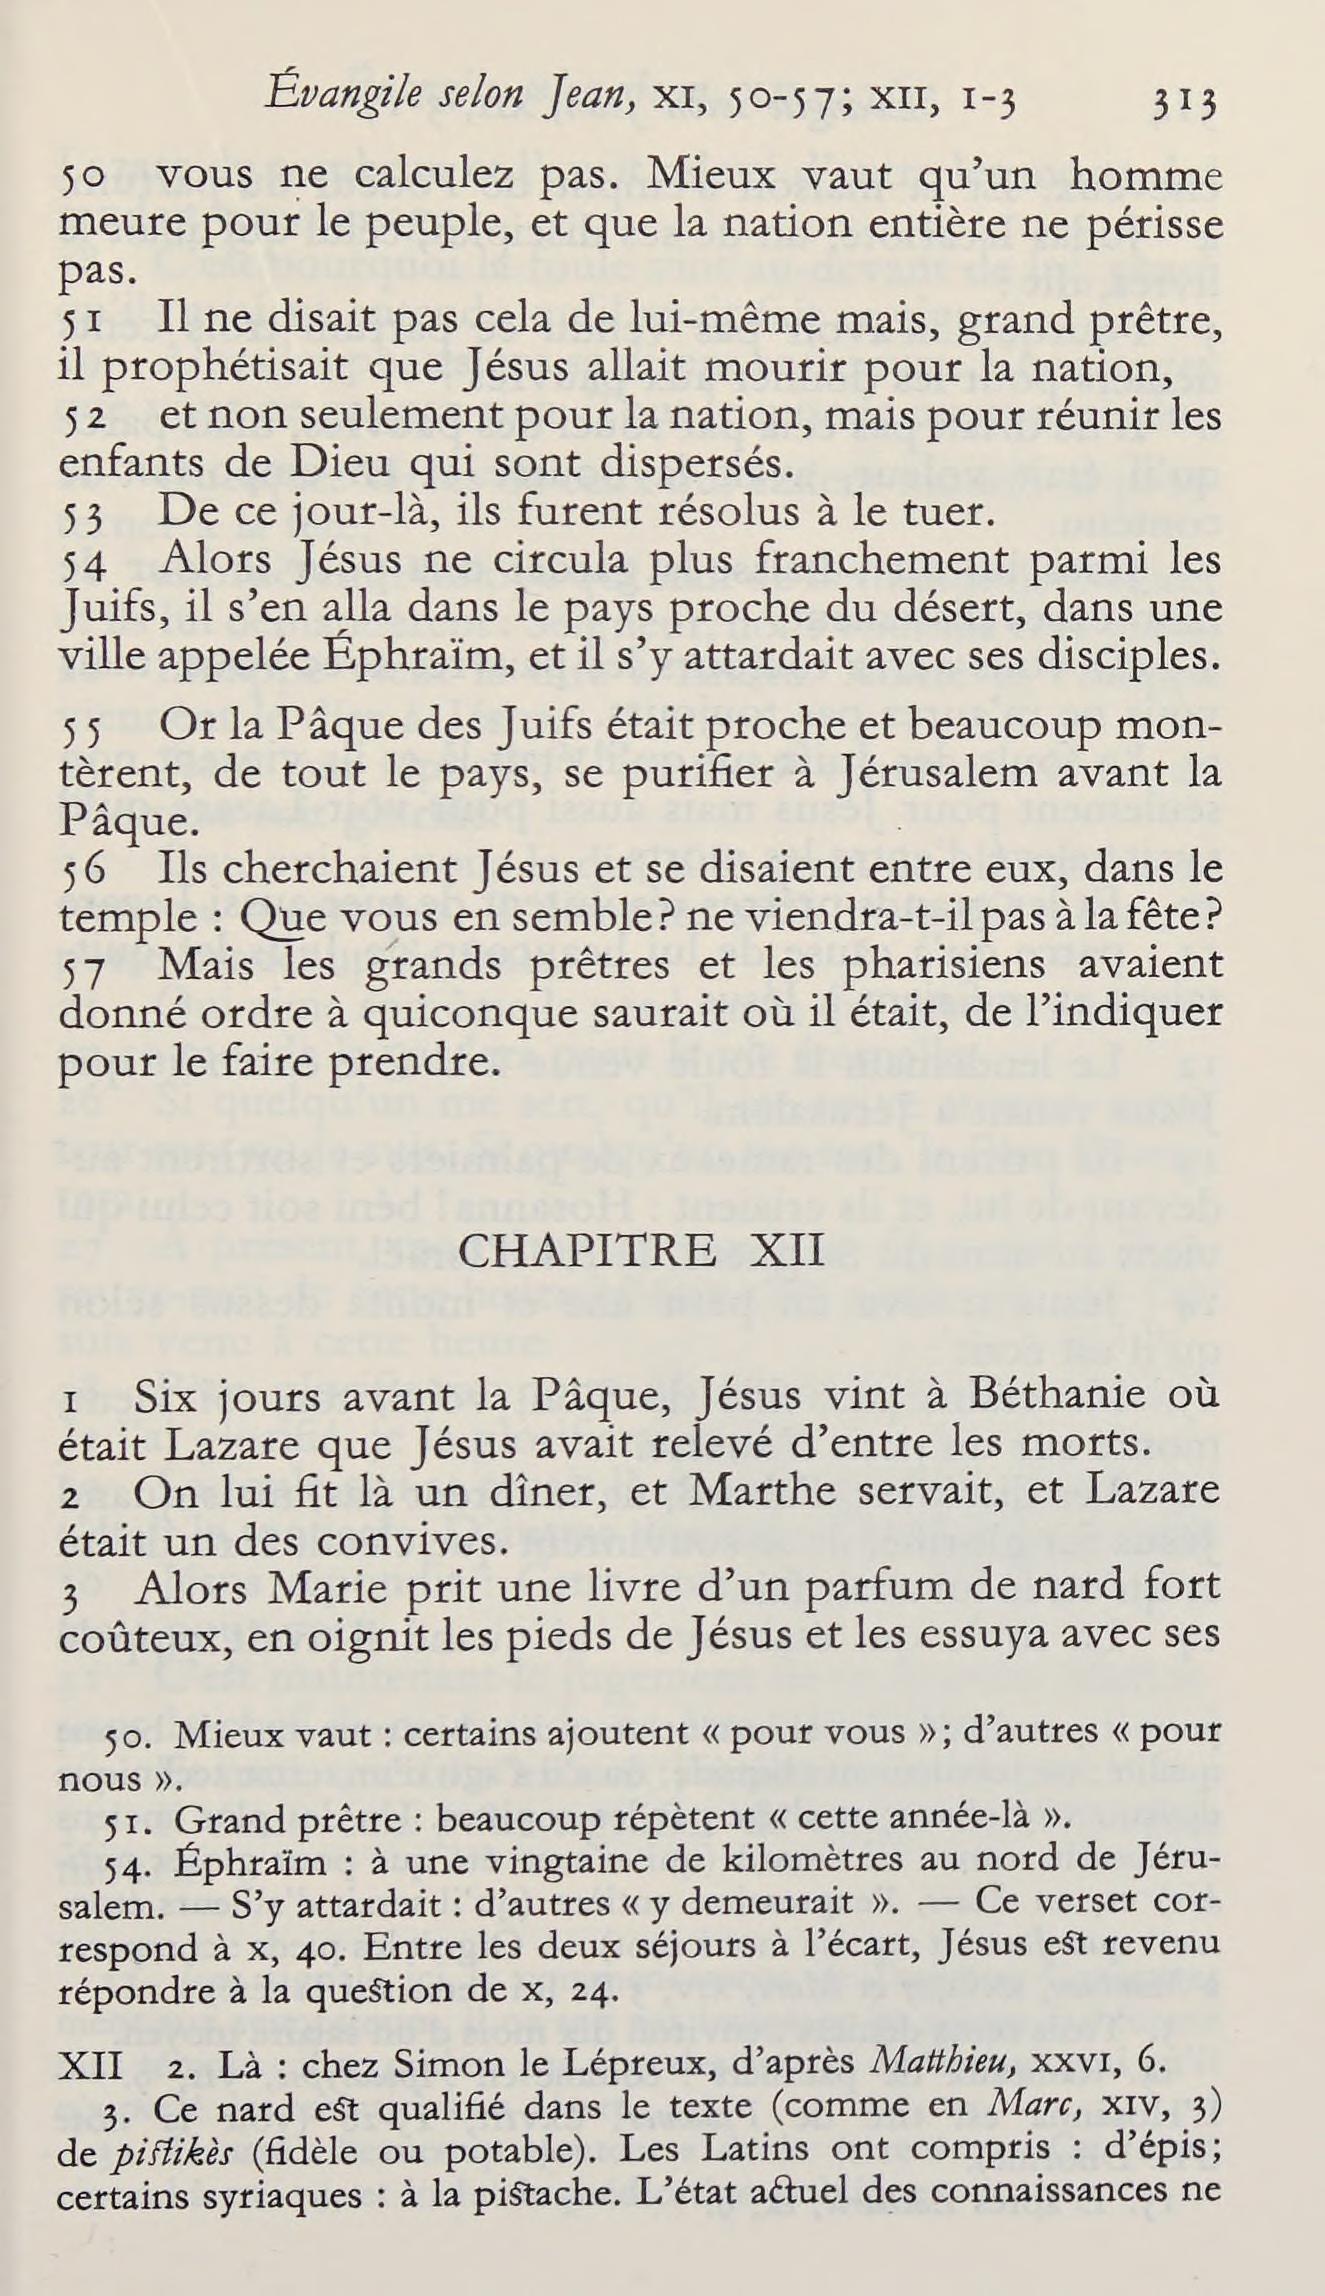 Évangile selon Jean, XI, 50-57; XII, 1-3 313
50 vous ne calculez pas. Mieux vaut qu’un homme
meure pour le peuple, et que la nation entière ne périsse
pas.
51 Il ne disait pas cela de lui-même mais, grand prêtre,
il prophétisait que Jésus allait mourir pour la nation,
52 et non seulement pour la nation, mais pour réunir les
enfants de Dieu qui sont dispersés.
53 De ce jour-là, ils furent résolus à le tuer.
54 Alors Jésus ne circula plus franchement parmi les
Juifs, il s’en alla dans le pays proche du désert, dans une
ville appelée Éphraïm, et il s’y attardait avec ses disciples.
55 Or la Pâque des Juifs était proche et beaucoup mon-
tèrent, de tout le pays, se purifier à Jérusalem avant la
Pâque.
56 Ils cherchaient Jésus et se disaient entre eux, dans le
temple : Que vous en semble? ne viendra-t-il pas à la fête?
57 Mais les grands prêtres et les pharisiens avaient
donné ordre à quiconque saurait où il était, de l’indiquer
pour le faire prendre.
CHAPITRE XII
1 Six jours avant la Pâque, Jésus vint à Béthanie où
était Lazare que Jésus avait relevé d’entre les morts.
2 On lui fit là un dîner, et Marthe servait, et Lazare
était un des convives.
3 Alors Marie prit une livre d’un parfum de nard fort
coûteux, en oignit les pieds de Jésus et les essuya avec ses
50. Mieux vaut : certains ajoutent « pour vous »; d’autres « pour
nous ».
51. Grand prêtre : beaucoup répètent « cette année-là ».
54. Éphraïm : à une vingtaine de kilomètres au nord de Jéru-
salem. — S’y attardait : d’autres « y demeurait ». — Ce verset cor-
respond à X, 40. Entre les deux séjours à l’écart, Jésus est revenu
répondre à la question de X, 24.
XII 2. Là : chez Simon le Lépreux, d’après Matthieu, XXVI, 6.
3. Ce nard est qualifié dans le texte (comme en Marc, XIV, 3)
de pistikès (fidèle ou potable). Les Latins ont compris : d’épis;
certains syriaques : à la pistache. L’état actuel des connaissances ne